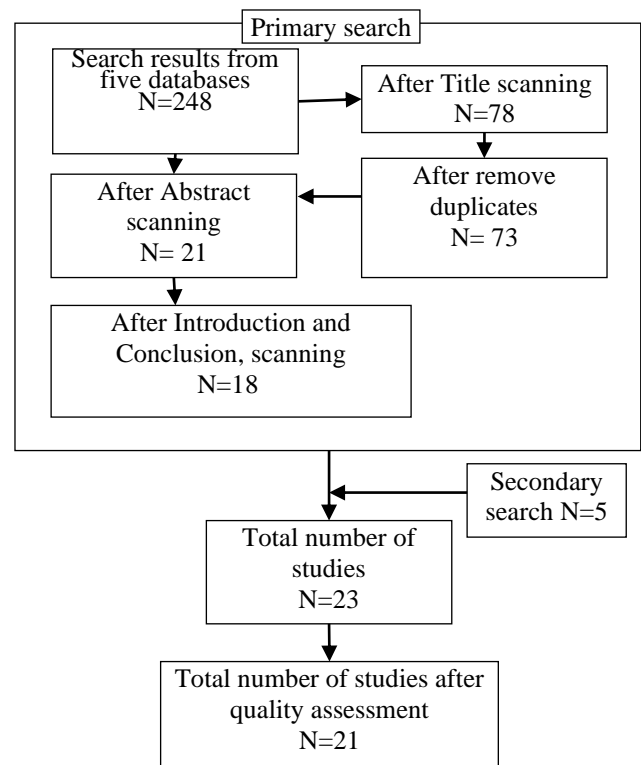 Primary search
Search results from
five databases
N=248
After Title scanning
N=78
After remove
duplicates
N= 73
After Abstract
scanning
N= 21
After Introduction and
Conclusion, scanning
N=18
Secondary
search N=5
Total number of
studies
N=23
Total number of studies after
quality assessment
N=21